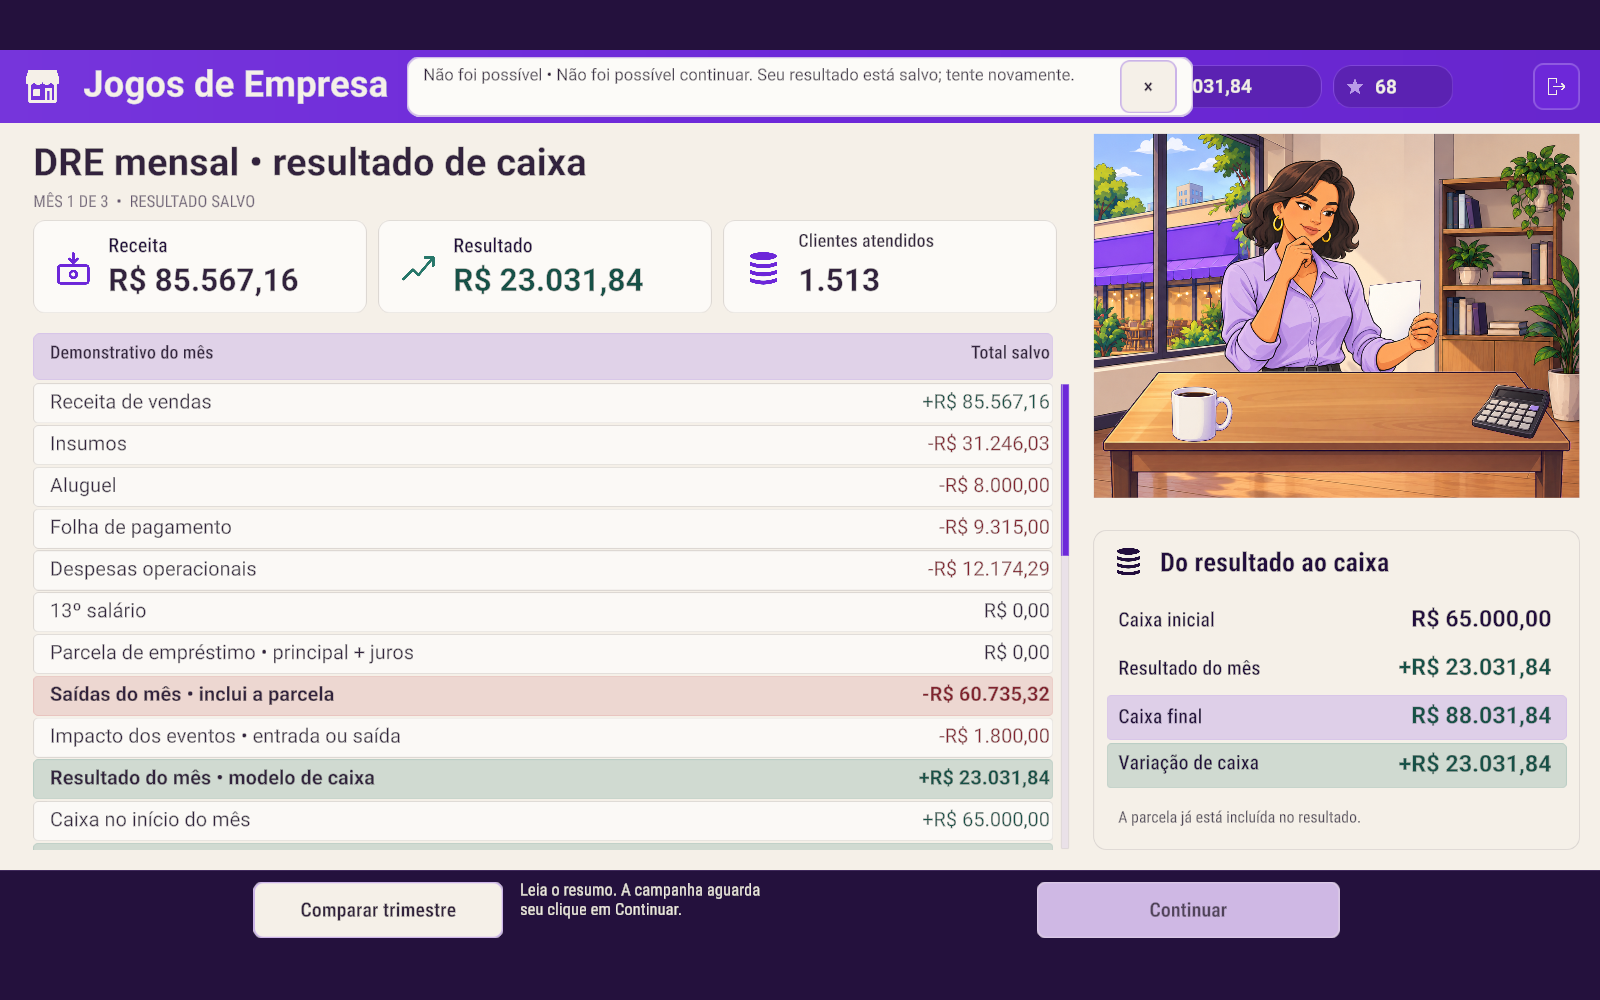 Jogos de Empresa
Não foi possível • Não foi possível continuar. Seu resultado está salvo; tente novamente.
×
031,84
68
DRE mensal • resultado de caixa
MÊS 1 DE 3 • RESULTADO SALVO
Receita
R$ 85.567,16
Resultado
R$ 23.031,84
Clientes atendidos
1.513
Demonstrativo do mês Total salvo
Receita de vendas +R$ 85.567,16
Insumos -R$ 31.246,03
Aluguel -R$ 8.000,00
Folha de pagamento -R$ 9.315,00
Despesas operacionais -R$ 12.174,29
13º salário R$ 0,00
Parcela de empréstimo • principal + juros R$ 0,00
Saídas do mês • inclui a parcela -R$ 60.735,32
Impacto dos eventos • entrada ou saída -R$ 1.800,00
Resultado do mês • modelo de caixa +R$ 23.031,84
Caixa no início do mês +R$ 65.000,00
Do resultado ao caixa
Caixa inicial R$ 65.000,00
Resultado do mês +R$ 23.031,84
Caixa final R$ 88.031,84
Variação de caixa +R$ 23.031,84
A parcela já está incluída no resultado.
Comparar trimestre
Leia o resumo. A campanha aguarda
seu clique em Continuar.
Continuar